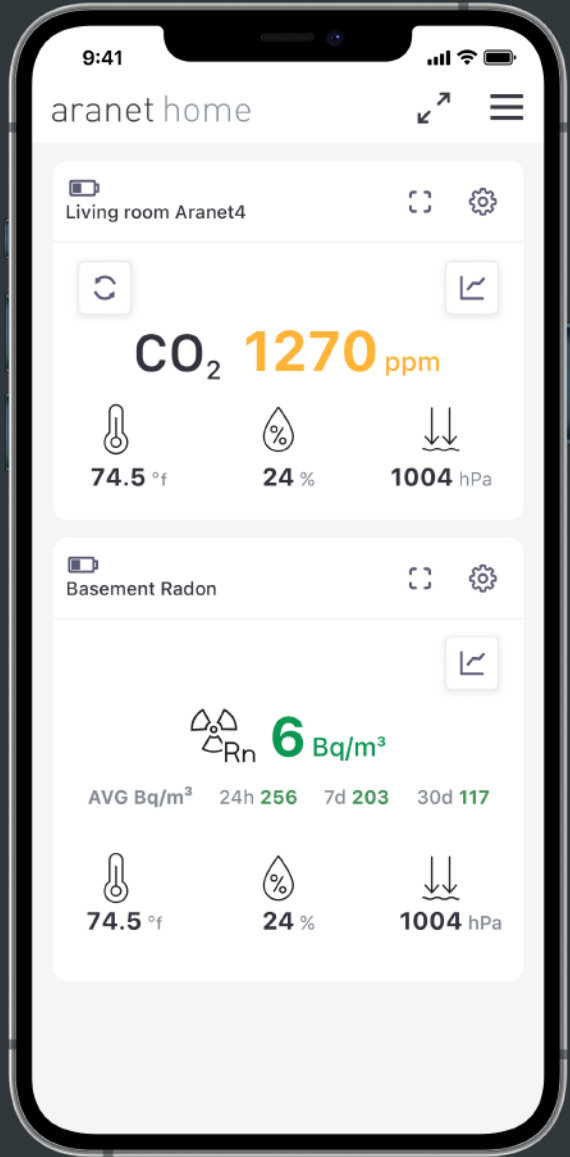 9:41
aranet home
Living room Aranet4
CO₂ 1270 ppm
%
74.5 °f 24 % 1004 hPa
Basement Radon
Rn 6 Bq/m³
AVG Bq/m³ 24h 256 7d 203 30d 117
%
74.5 °f 24 % 1004 hPa